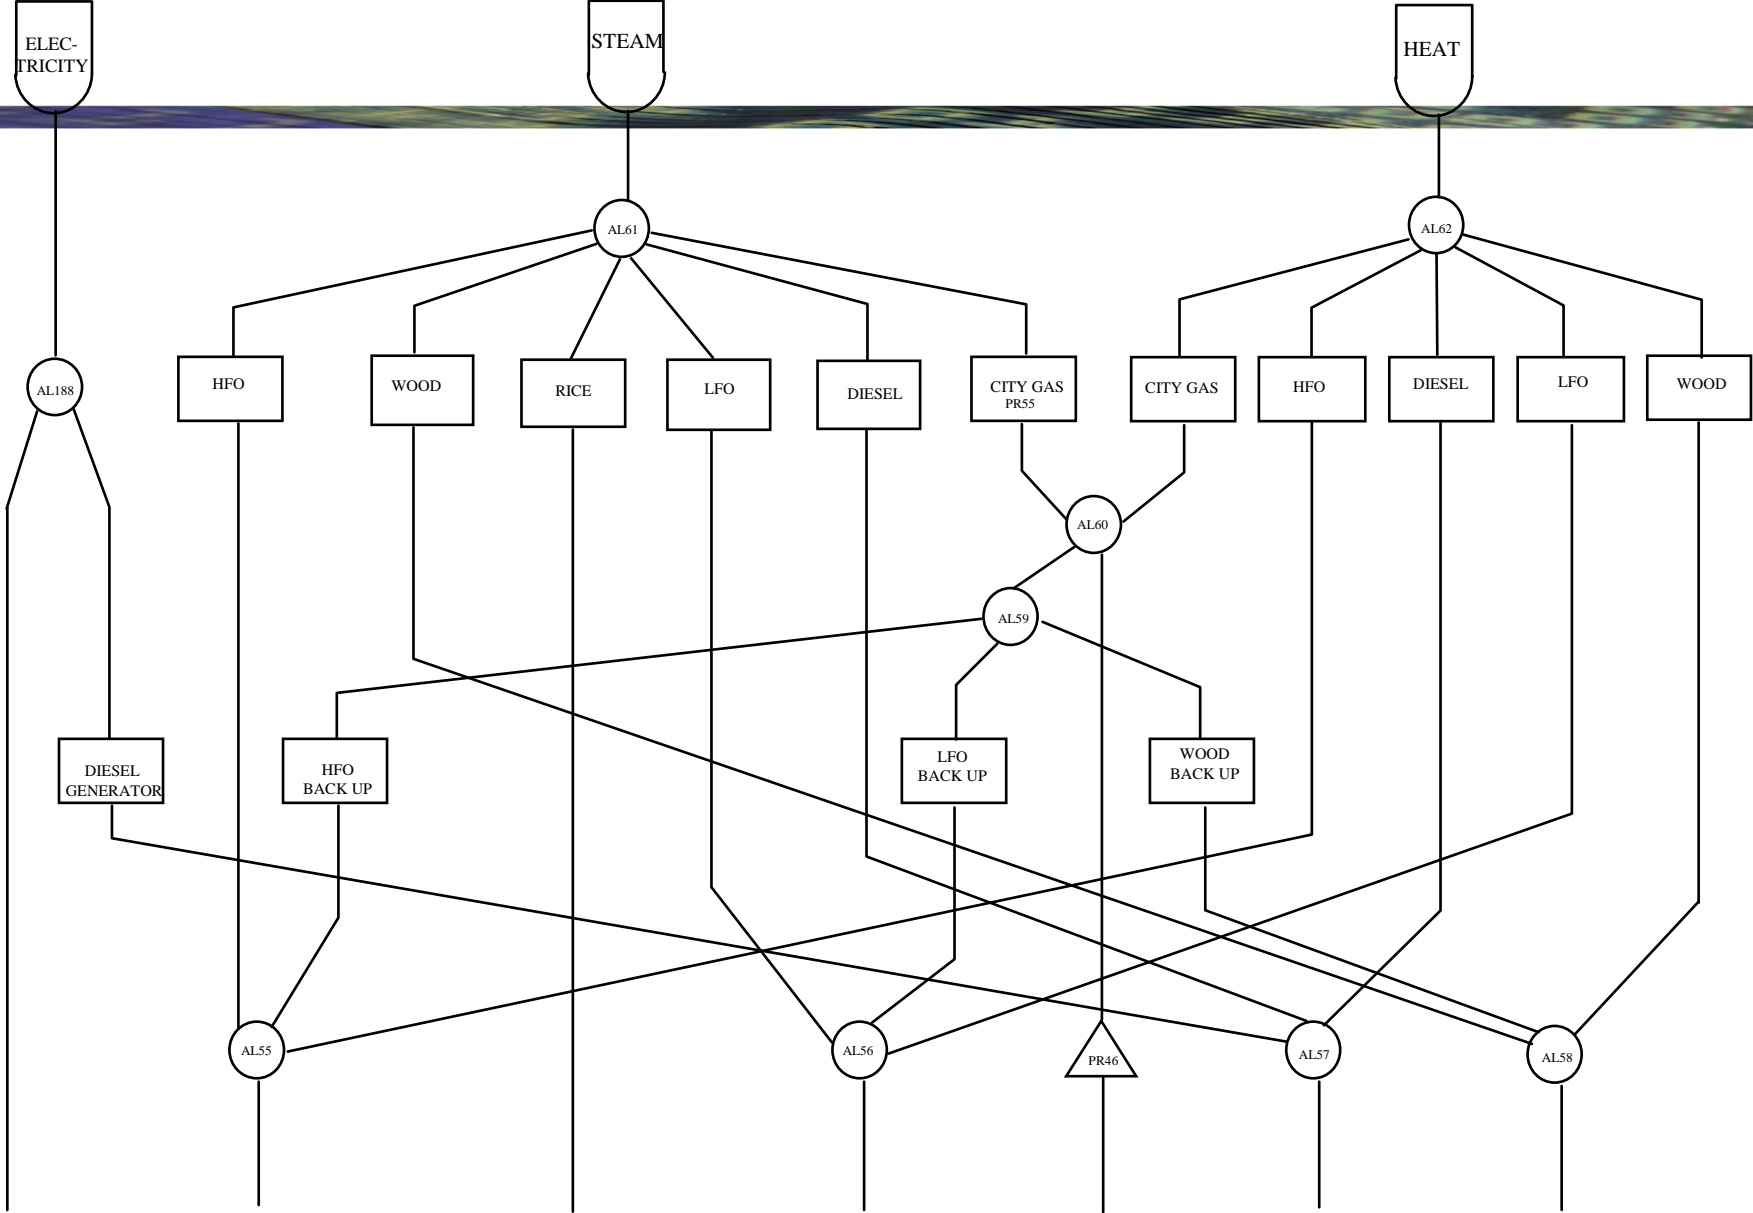 ELEC-
TRICITY
STEAM
HEAT
AL61
AL62
AL188
HFO
WOOD
RICE
LFO
DIESEL
CITY GAS
PR55
CITY GAS
HFO
DIESEL
LFO
WOOD
AL60
AL59
DIESEL
GENERATOR
HFO
BACK UP
LFO
BACK UP
WOOD
BACK UP
AL55
AL56
PR46
AL57
AL58